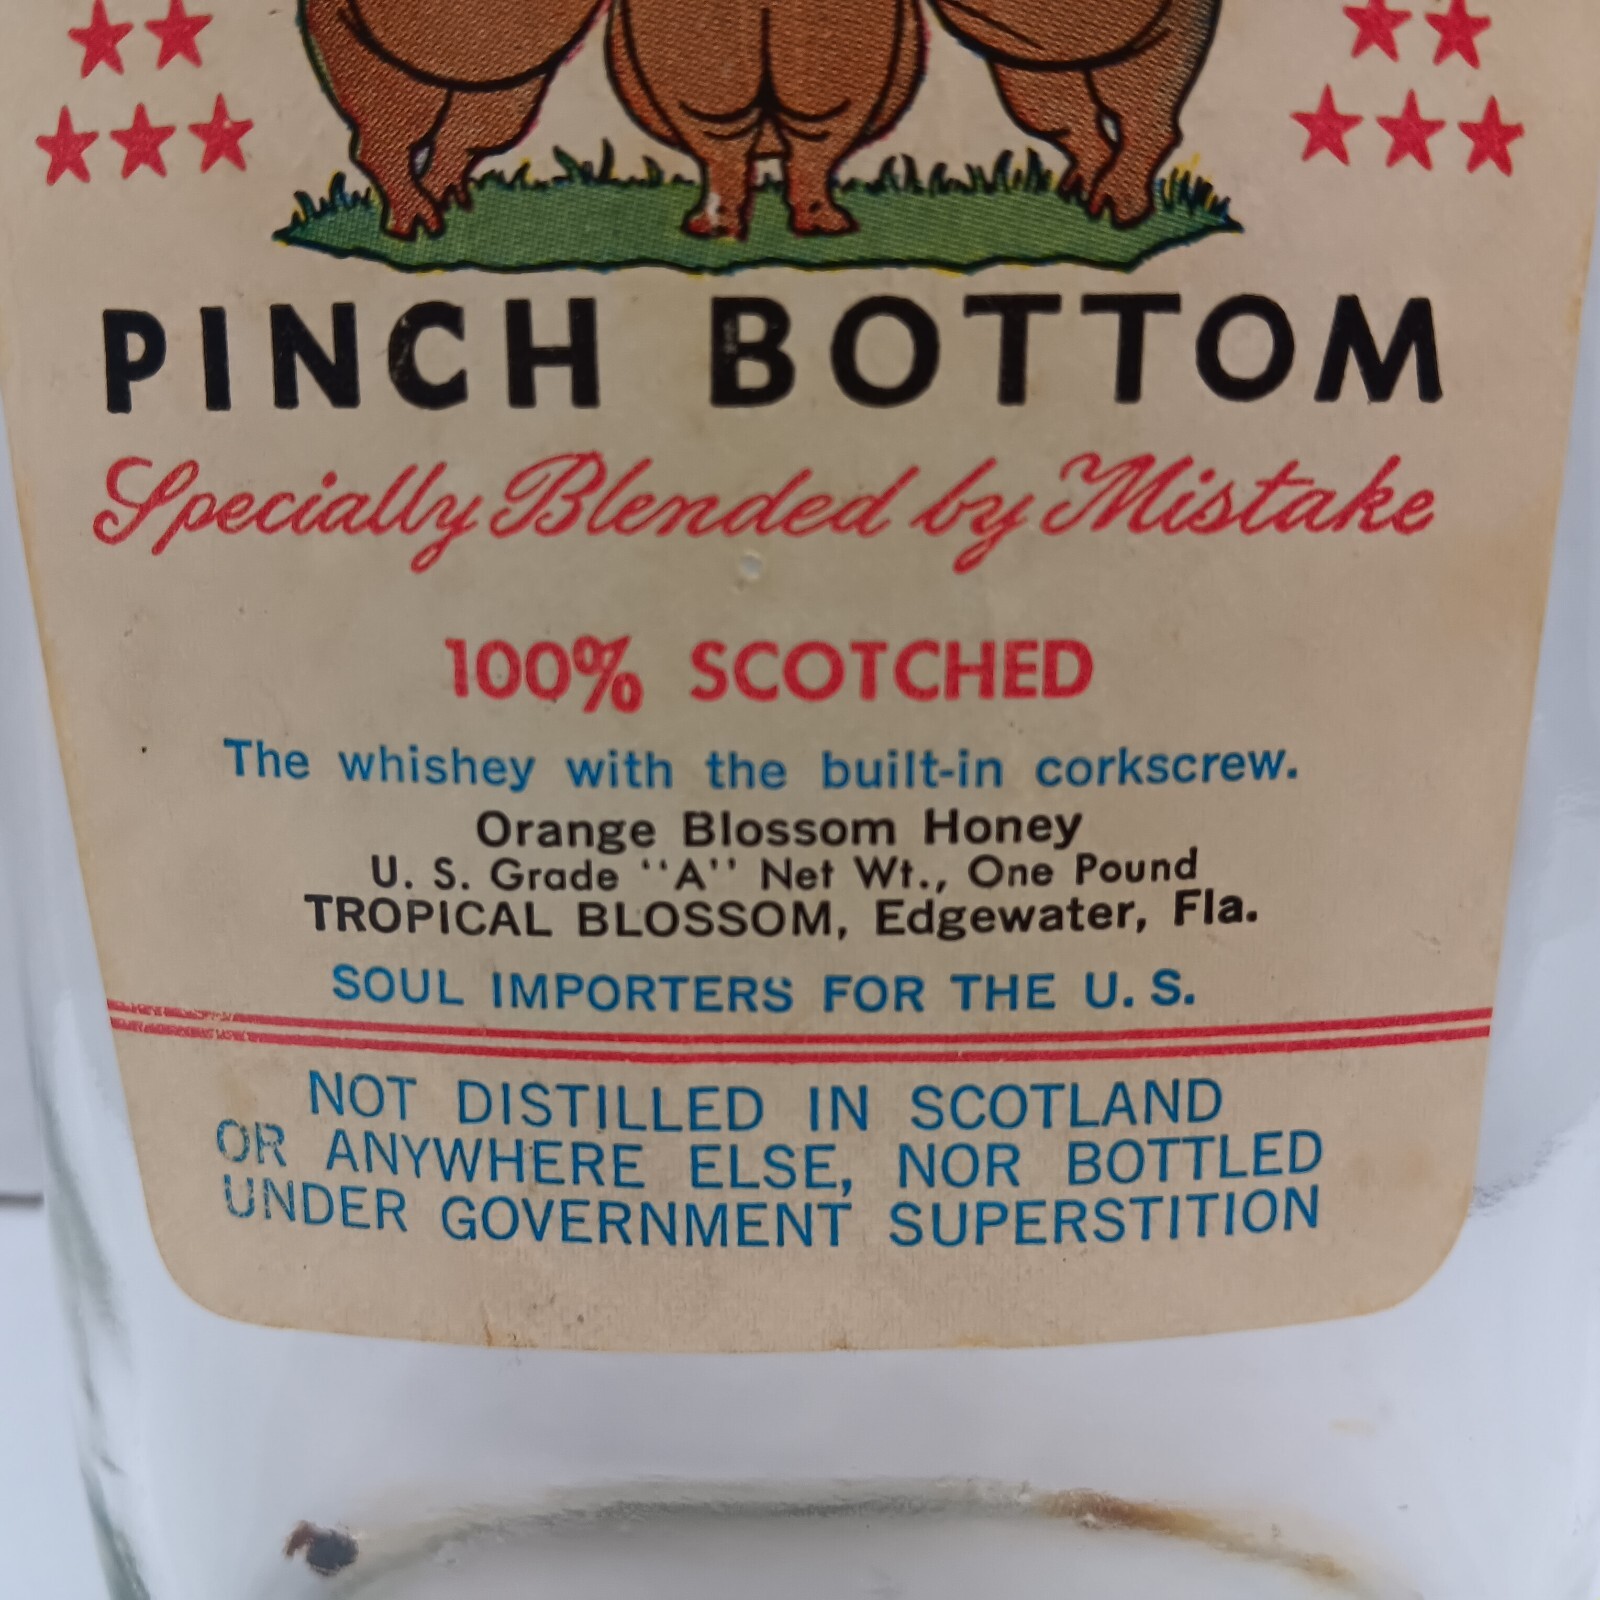 PINCH BOTTOM
Specially Blended by Mistake
100% SCOTCHED
The whishey with the built-in corkscrew.
Orange Blossom Honey
U. S. Grade "A" Net Wt., One Pound
TROPICAL BLOSSOM, Edgewater, Fla.
SOUL IMPORTERS FOR THE U. S.
NOT DISTILLED IN SCOTLAND
OR ANYWHERE ELSE, NOR BOTTLED
UNDER GOVERNMENT SUPERSTITION